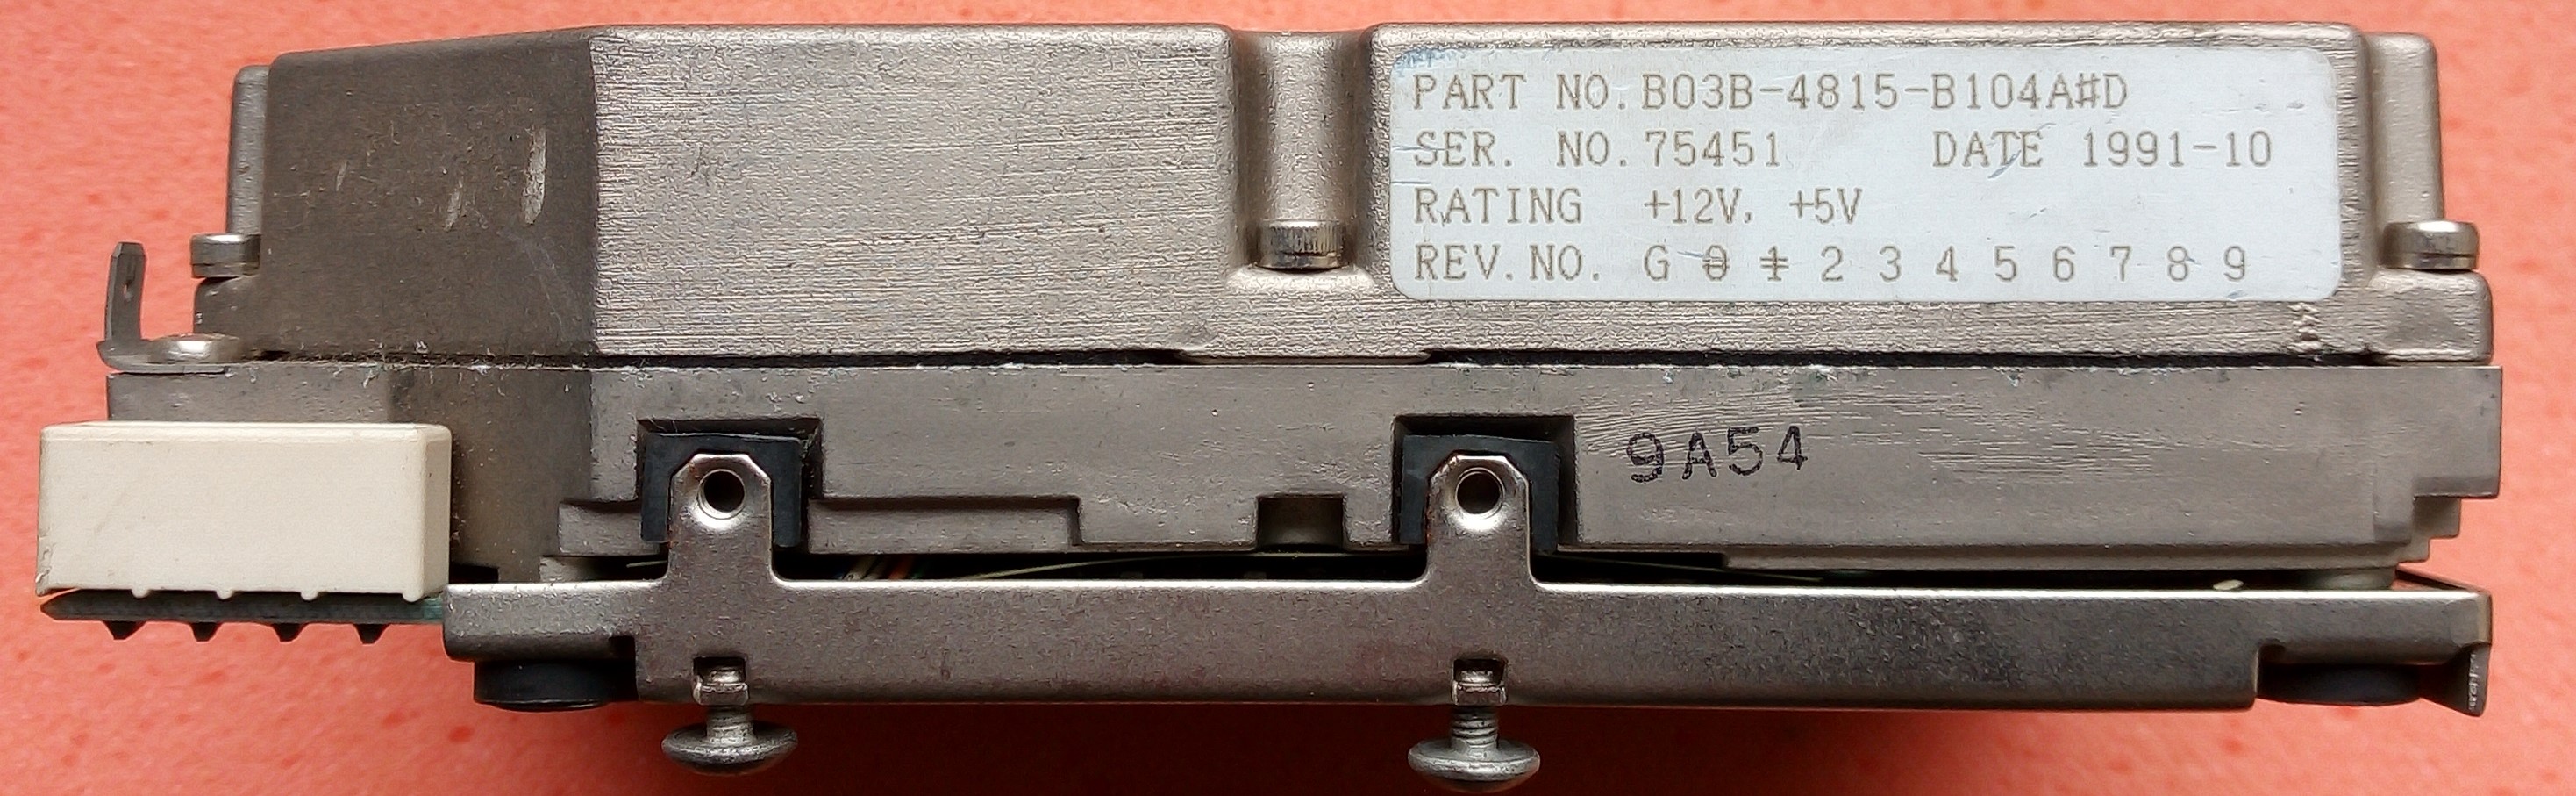 PART NO. B03B-4815-B104A#D
SER. NO. 75451 DATE 1991-10
RATING +12V, +5V
REV. NO. G 0 1 2 3 4 5 6 7 8 9
9A54